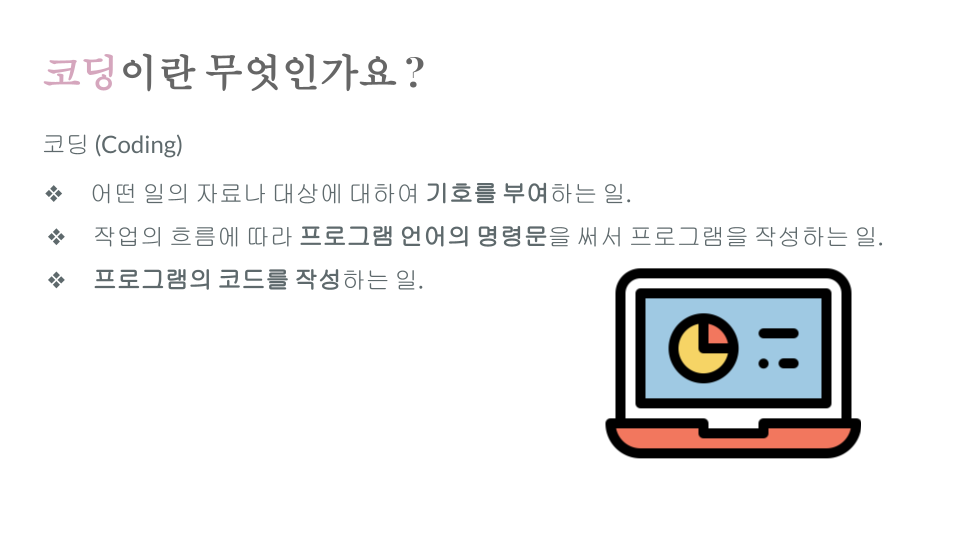 코딩이란 무엇인가요?
코딩 (Coding)
❖ 어떤 일의 자료나 대상에 대하여 기호를 부여하는 일.
❖ 작업의 흐름에 따라 프로그램 언어의 명령문을 써서 프로그램을 작성하는 일.
❖ 프로그램의 코드를 작성하는 일.